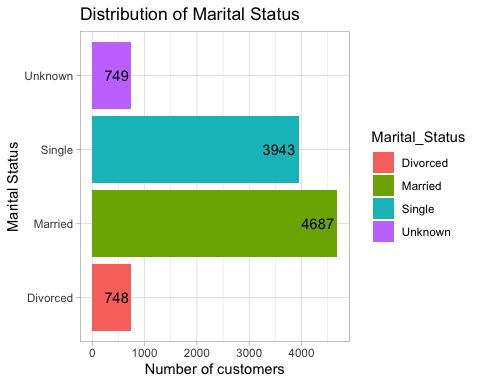 Distribution of Marital Status
Marital Status
Unknown
749
Single
3943
Married
4687
Divorced
748
0 1000 2000 3000 4000
Number of customers
Marital_Status
Divorced
Married
Single
Unknown